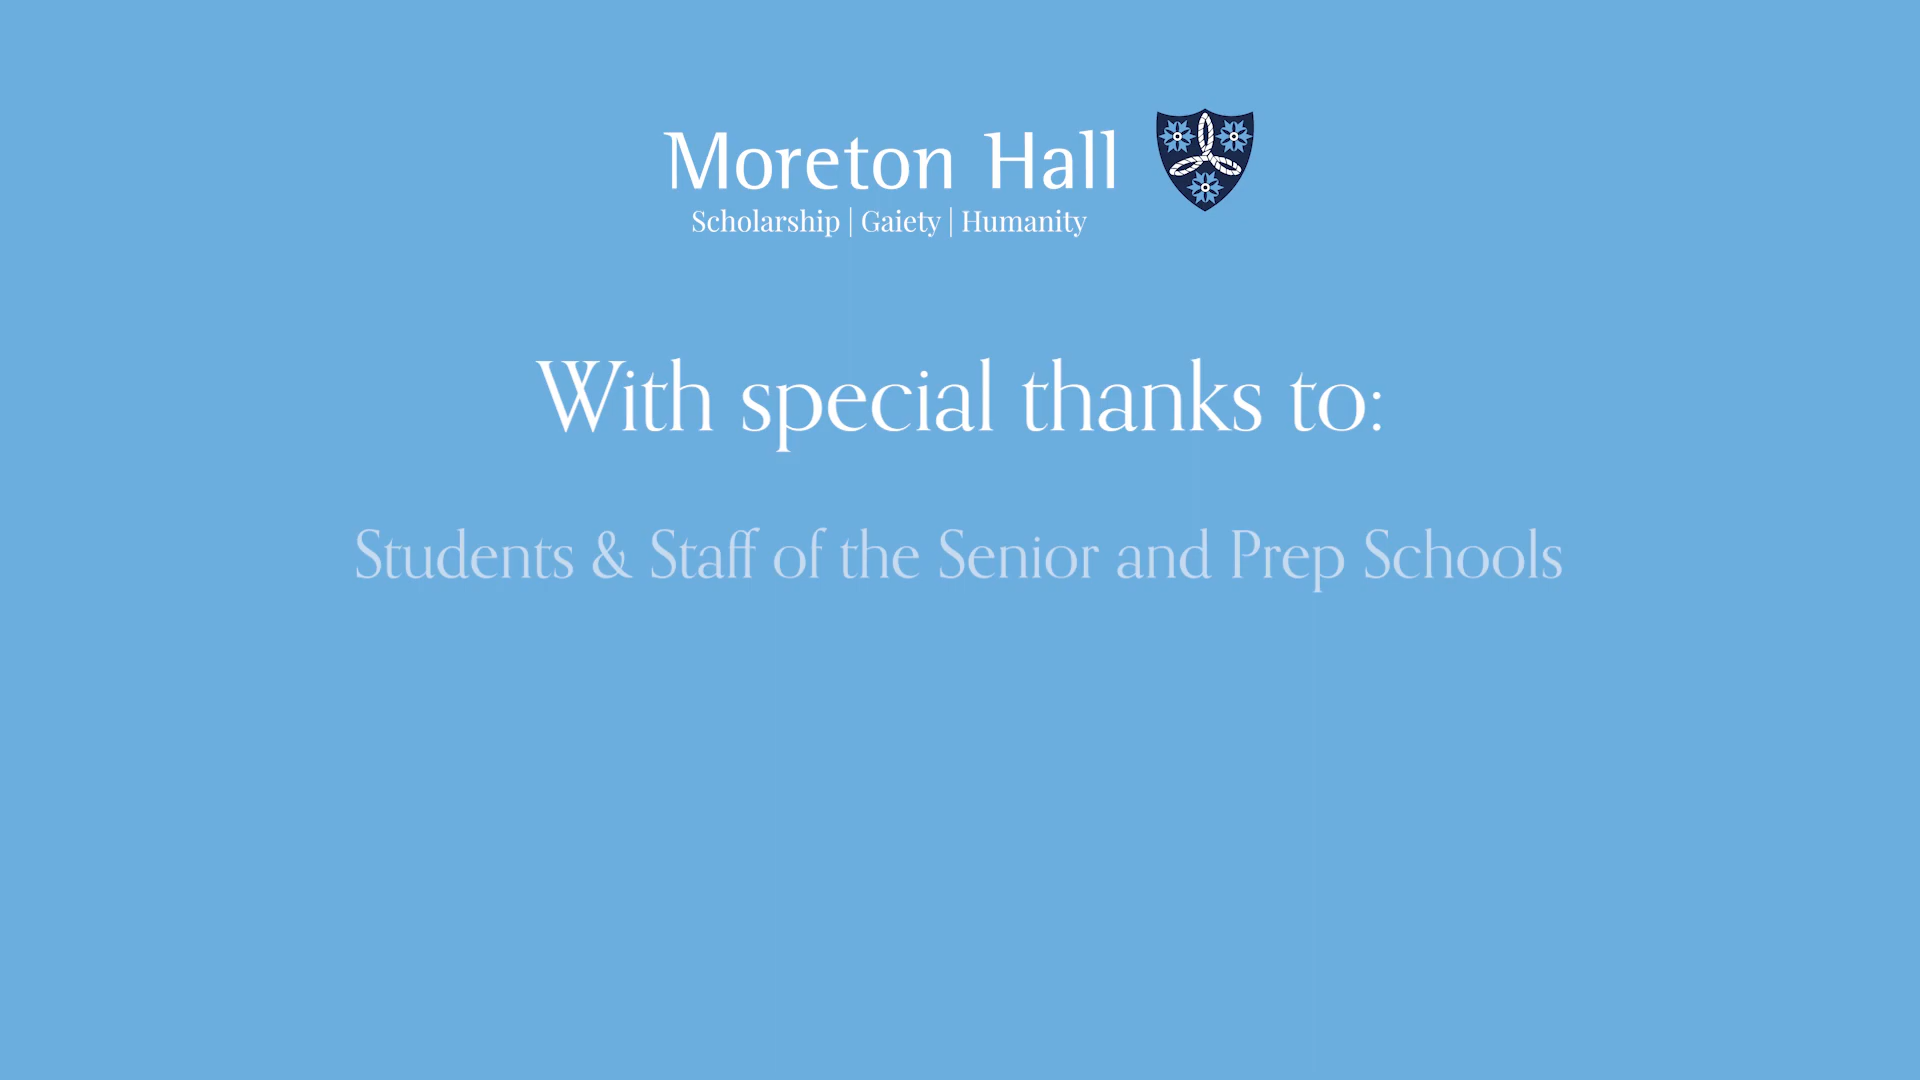 Moreton Hall
Scholarship | Gaiety | Humanity
With special thanks to:
Students & Staff of the Senior and Prep Schools